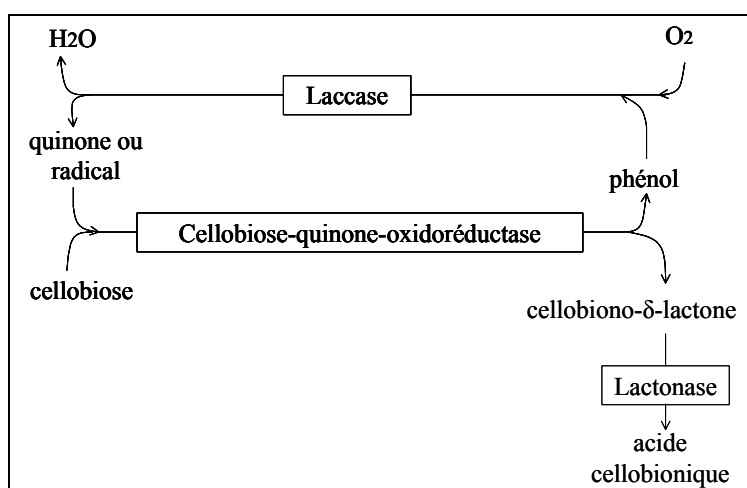 H2O
O2
Laccase
quinone ou
radical
phénol
Cellobiose-quinone-oxidoréductase
cellobiose
cellobiono-δ-lactone
Lactonase
acide
cellobionique